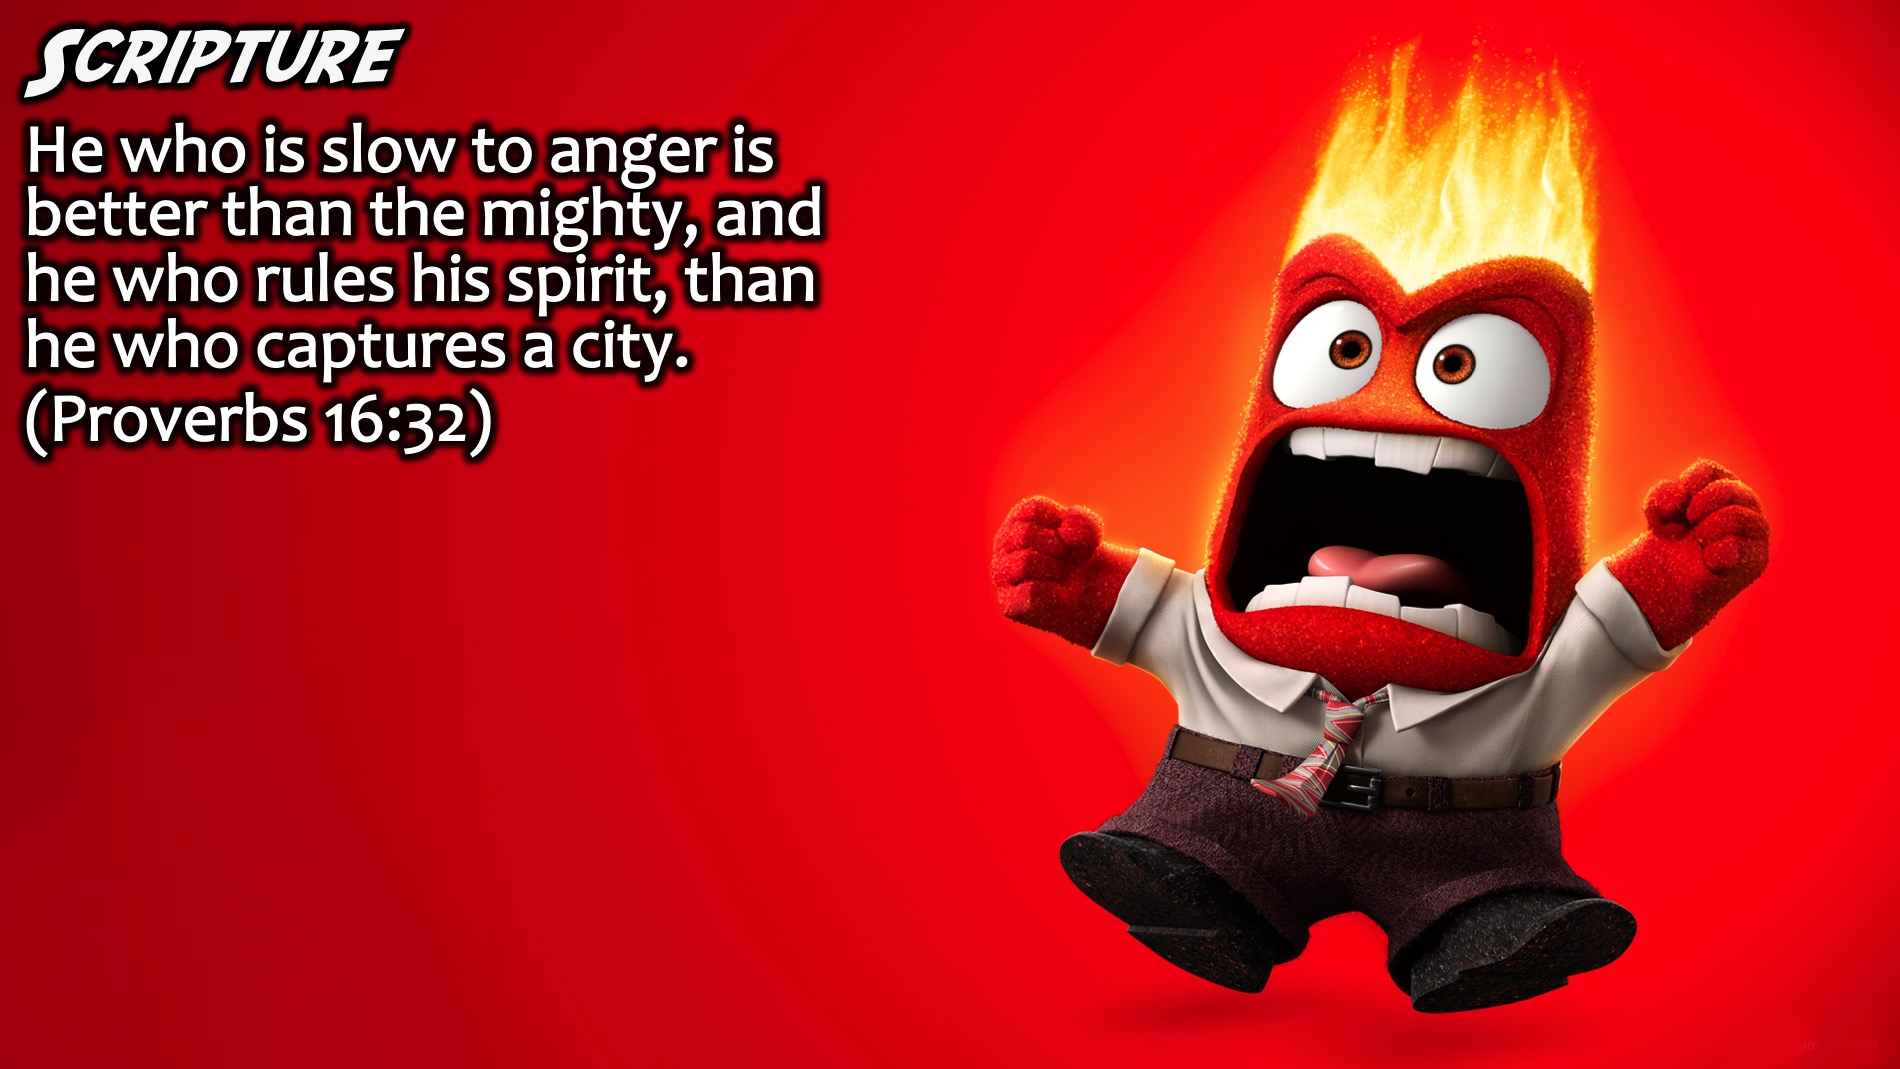 Scripture
He who is slow to anger is
better than the mighty, and
he who rules his spirit, than
he who captures a city.
(Proverbs 16:32)